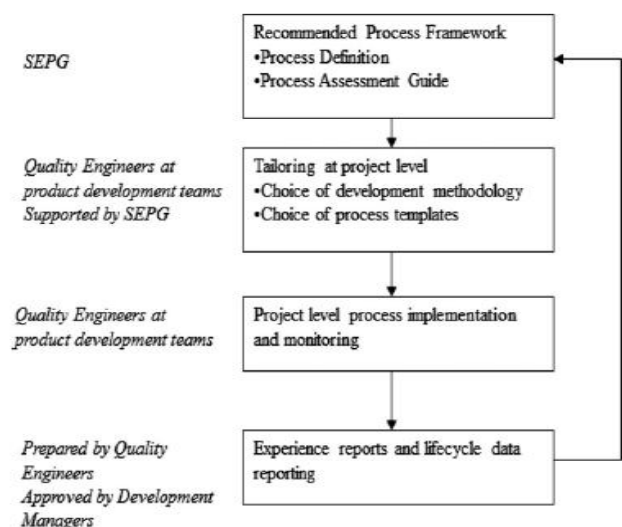 SEPG
Recommended Process Framework
•Process Definition
•Process Assessment Guide
Quality Engineers at
product development teams
Supported by SEPG
Tailoring at project level
•Choice of development methodology
•Choice of process templates
Quality Engineers at
product development teams
Project level process implementation
and monitoring
Prepared by Quality
Engineers
Approved by Development
Managers
Experience reports and lifecycle data
reporting